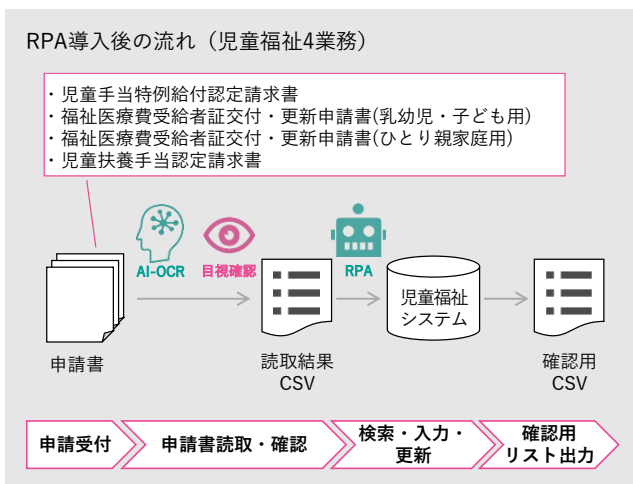 RPA導入後の流れ（児童福祉4業務）
・児童手当特例給付認定請求書
・福祉医療費受給者証交付・更新申請書(乳幼児・子ども用)
・福祉医療費受給者証交付・更新申請書(ひとり親家庭用)
・児童扶養手当認定請求書
AI-OCR
目視確認
RPA
児童福祉
システム
申請書
読取結果
CSV
確認用
CSV
申請受付
申請書読取・確認
検索・入力・
更新
確認用
リスト出力